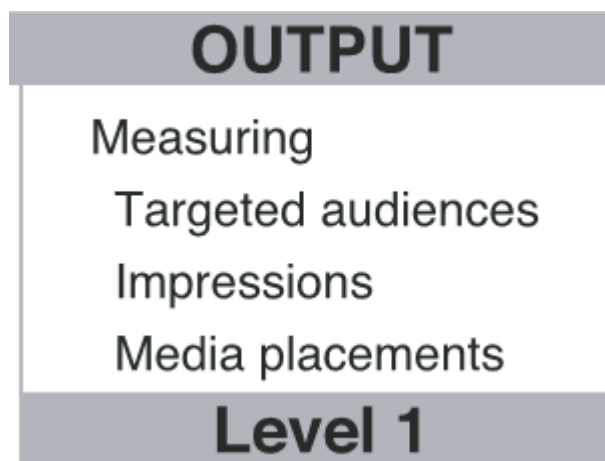 OUTPUT
Measuring
Targeted audiences
Impressions
Media placements
Level 1